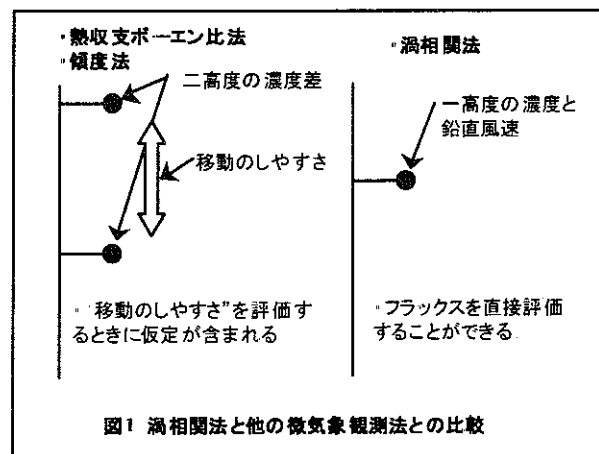 ・熱収支ボーエン比法
・傾度法
二高度の濃度差
移動のしやすさ
・"移動のしやすさ"を評価す
るときに仮定が含まれる
・渦相関法
一高度の濃度と
鉛直風速
・フラックスを直接評価
することができる
図1 渦相関法と他の微気象観測法との比較